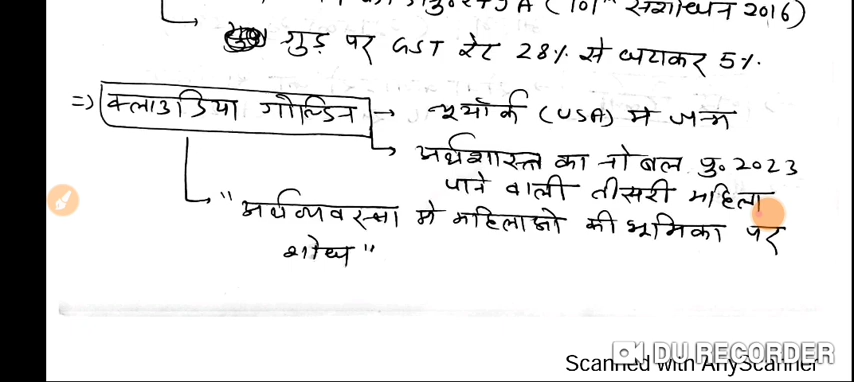 (101th संशोधन 2016)
गुड़ पर GST रेट 28% से घटाकर 5%.
=> क्लाउडिया गोल्डिन → न्यूयॉर्क (USA) में जन्म
→ अर्थशास्त्र का नोबल पु० 2023
पाने वाली तीसरी महिला
"अर्थव्यवस्था में महिलाओं की भूमिका पर
शोध"
DU RECORDER
Scanned with AnyScanner